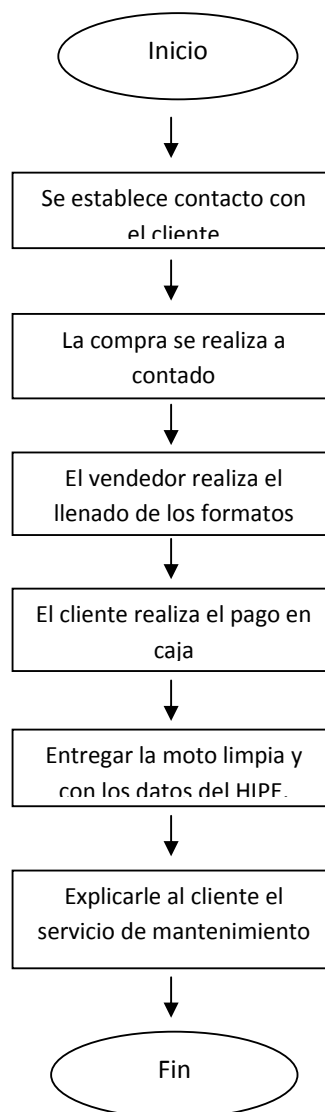 Inicio
Se establece contacto con
el cliente
La compra se realiza a
contado
El vendedor realiza el
llenado de los formatos
El cliente realiza el pago en
caja
Entregar la moto limpia y
con los datos del HIPE.
Explicarle al cliente el
servicio de mantenimiento
Fin